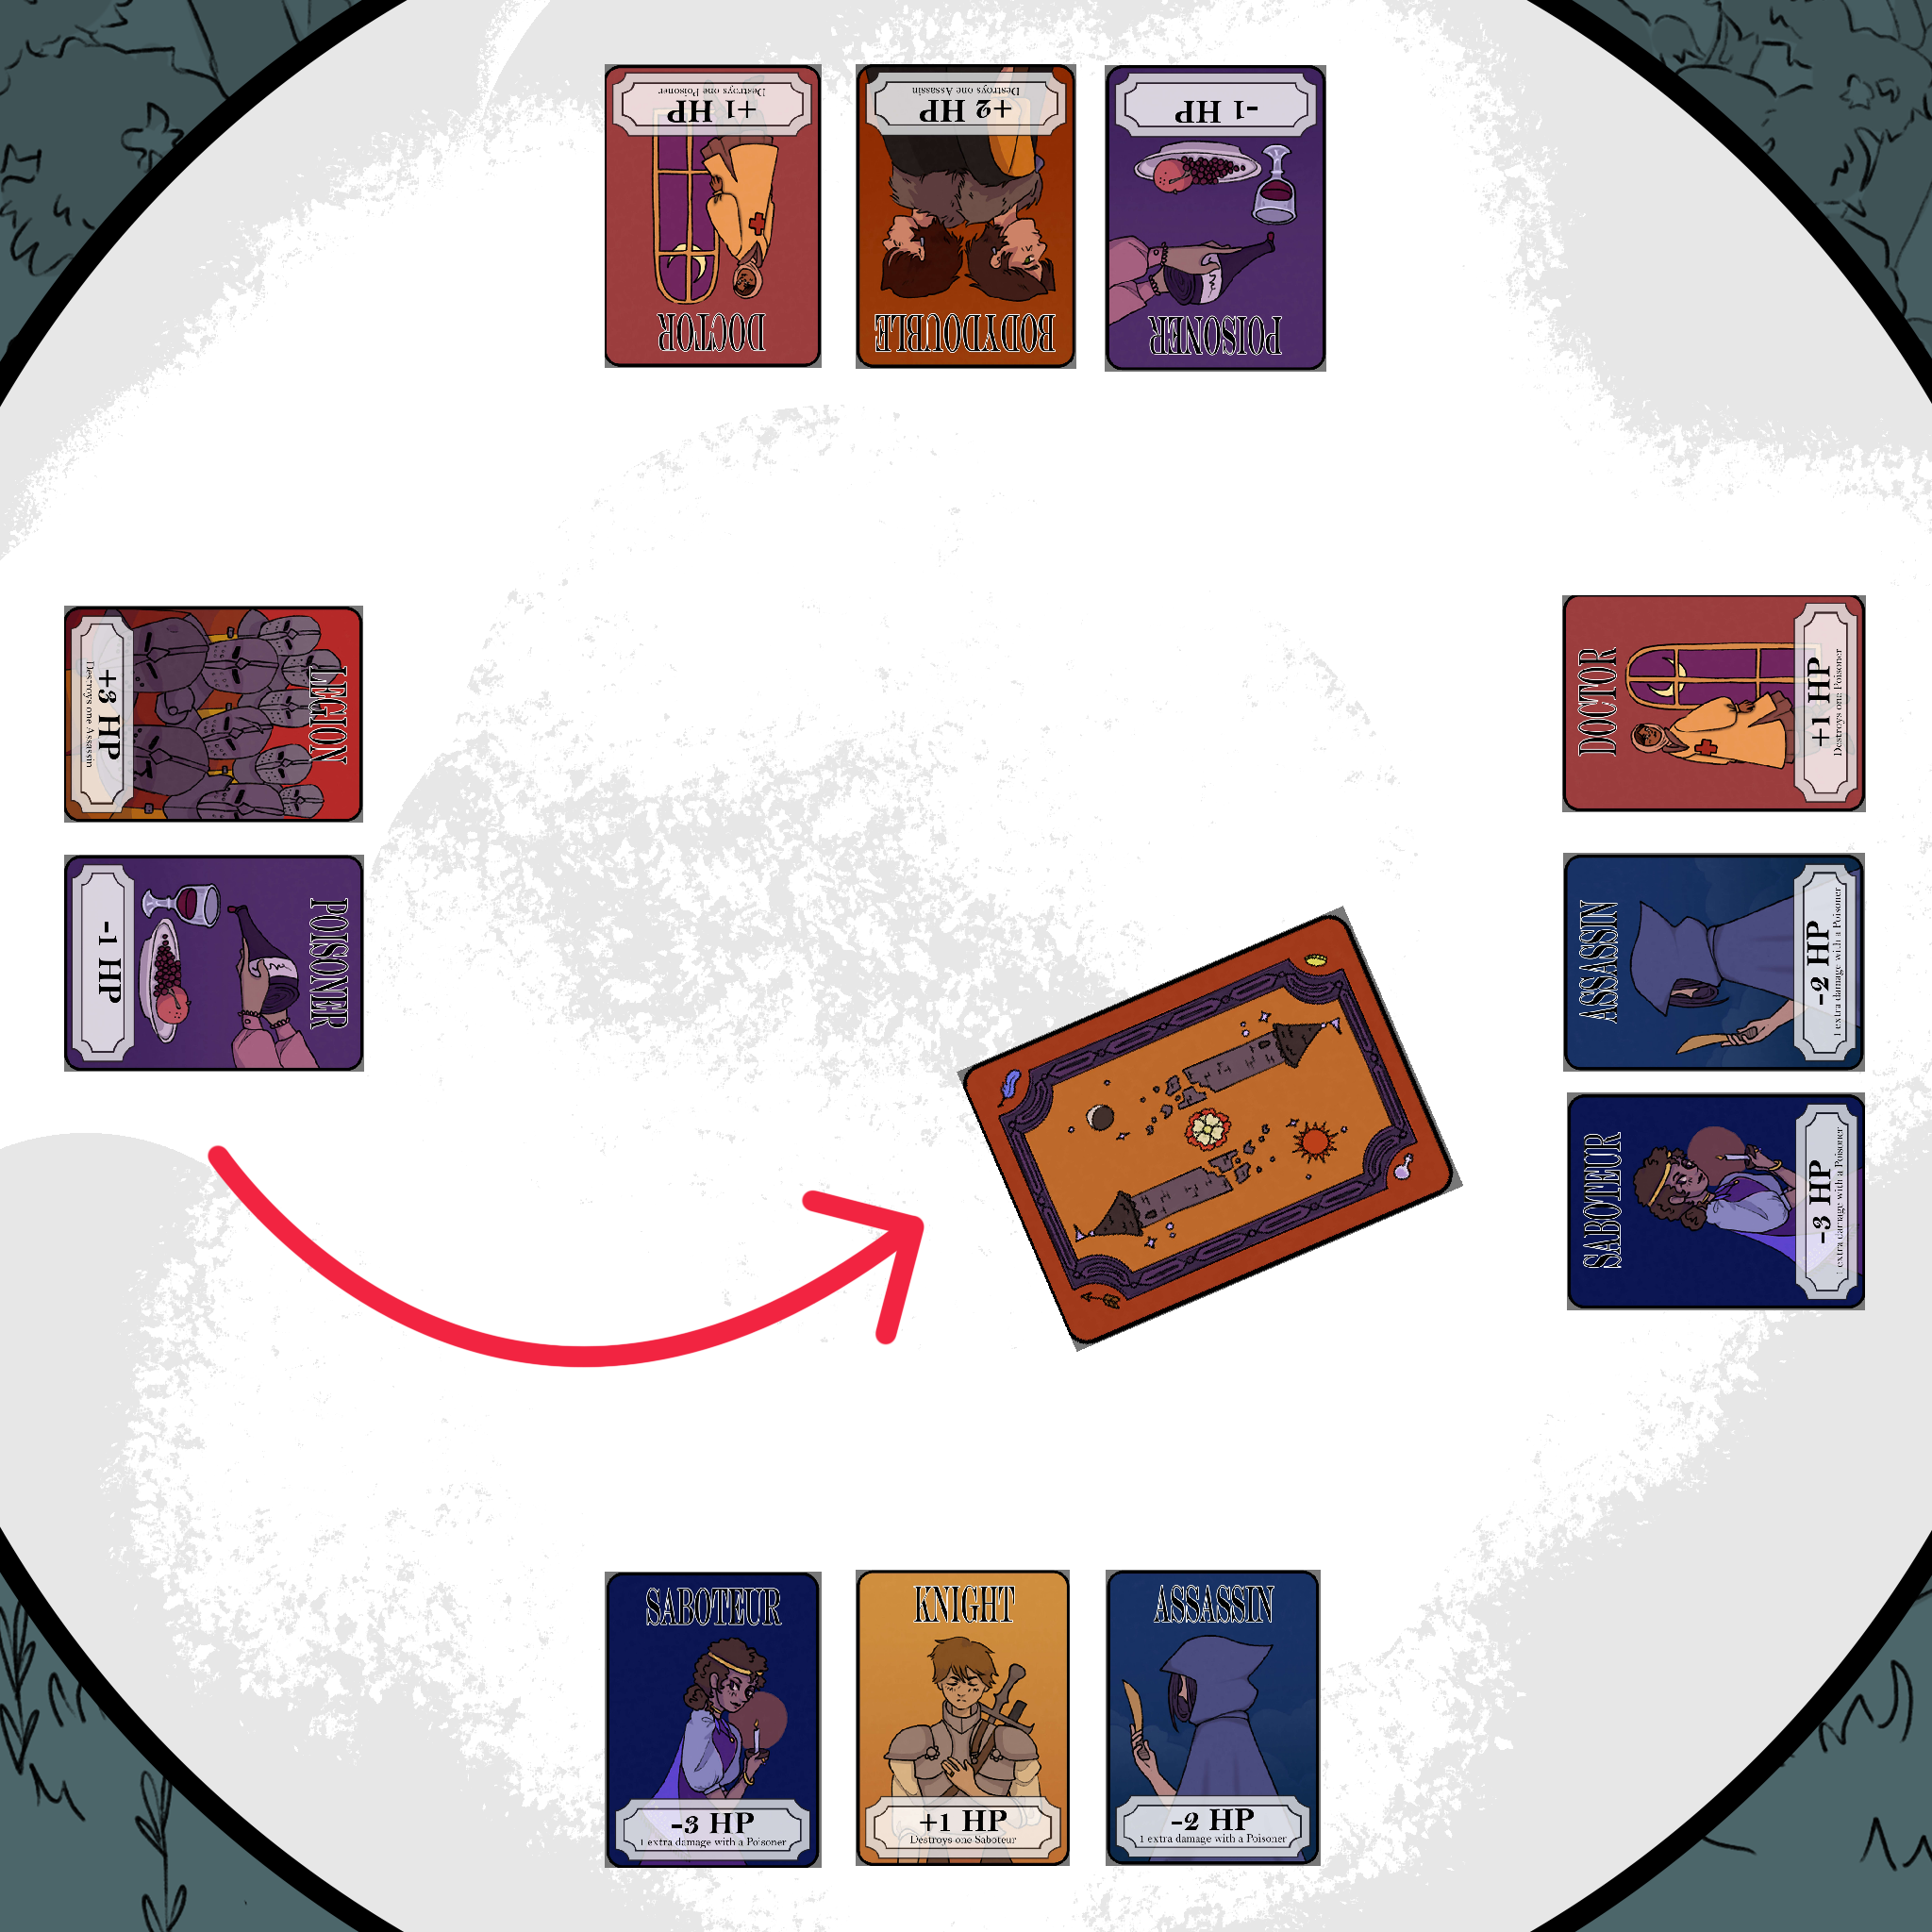 DOCTOR
+1 HP
Destroys one Poisoner
BODYDOUBLE
+2 HP
Destroys one Assassin
POISONER
-1 HP
LEGION
+3 HP
Destroys one Assassin
POISONER
-1 HP
DOCTOR
+1 HP
Destroys one Poisoner
ASSASSIN
-2 HP
1 extra damage with a Poisoner
SABOTEUR
-3 HP
1 extra damage with a Poisoner
SABOTEUR
-3 HP
1 extra damage with a Poisoner
KNIGHT
+1 HP
Destroys one Saboteur
ASSASSIN
-2 HP
1 extra damage with a Poisoner